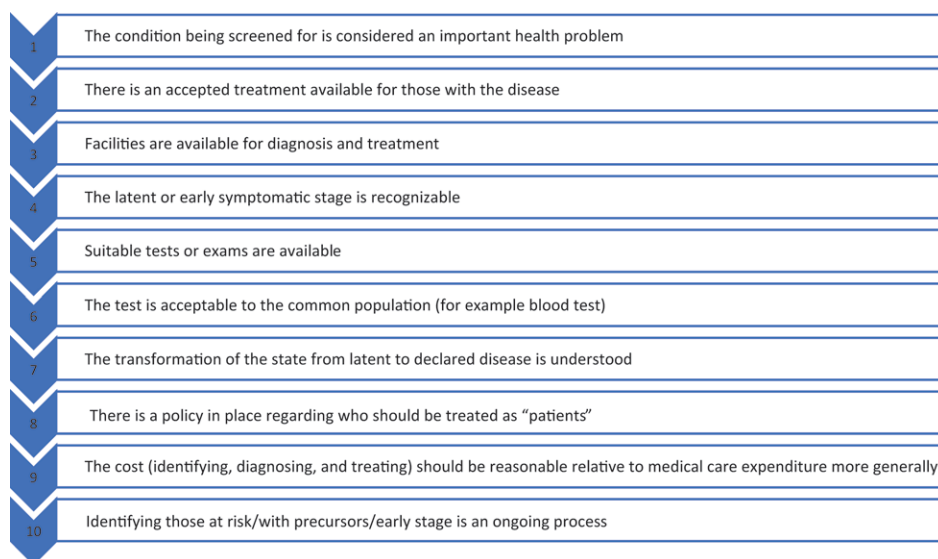 1 The condition being screened for is considered an important health problem
2 There is an accepted treatment available for those with the disease
3 Facilities are available for diagnosis and treatment
4 The latent or early symptomatic stage is recognizable
5 Suitable tests or exams are available
6 The test is acceptable to the common population (for example blood test)
7 The transformation of the state from latent to declared disease is understood
8 There is a policy in place regarding who should be treated as “patients”
9 The cost (identifying, diagnosing, and treating) should be reasonable relative to medical care expenditure more generally
10 Identifying those at risk/with precursors/early stage is an ongoing process